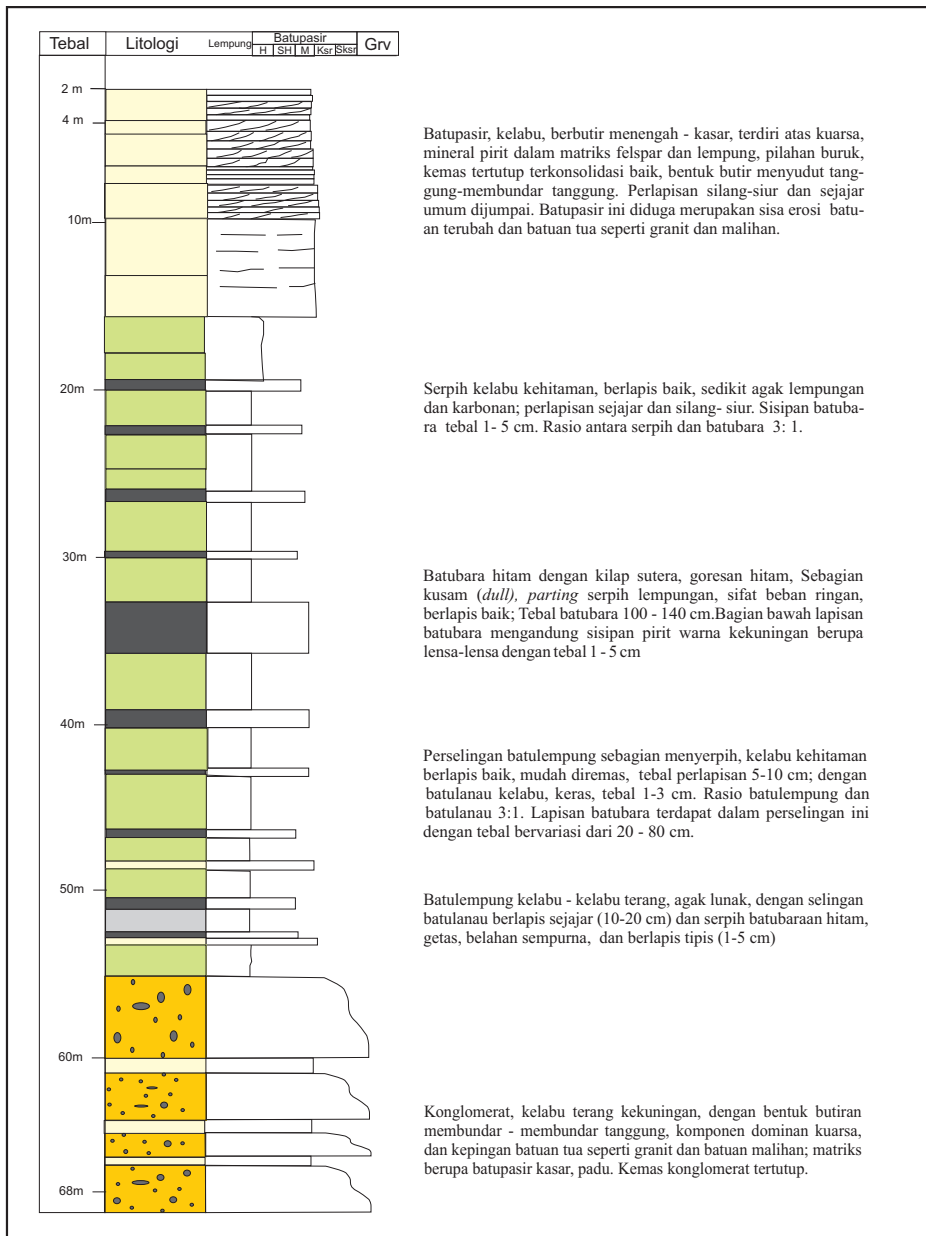 Tebal Litologi Lempung Batupasir Grv
H SH M Ksr Sksr
2 m
4 m
Batupasir, kelabu, berbutir menengah - kasar, terdiri atas kuarsa,
mineral pirit dalam matriks felspar dan lempung, pilahan buruk,
kemas tertutup terkonsolidasi baik, bentuk butir menyudut tang-
gung-membundar tanggung. Perlapisan silang-siur dan sejajar
umum dijumpai. Batupasir ini diduga merupakan sisa erosi batu-
an terubah dan batuan tua seperti granit dan malihan.
10m
20m
Serpih kelabu kehitaman, berlapis baik, sedikit agak lempungan
dan karbonan; perlapisan sejajar dan silang- siur. Sisipan batuba-
ra tebal 1- 5 cm. Rasio antara serpih dan batubara 3: 1.
30m
Batubara hitam dengan kilap sutera, goresan hitam, Sebagian
kusam (dull), parting serpih lempungan, sifat beban ringan,
berlapis baik; Tebal batubara 100 - 140 cm.Bagian bawah lapisan
batubara mengandung sisipan pirit warna kekuningan berupa
lensa-lensa dengan tebal 1 - 5 cm
40m
Perselingan batulempung sebagian menyerpih, kelabu kehitaman
berlapis baik, mudah diremas, tebal perlapisan 5-10 cm; dengan
batulanau kelabu, keras, tebal 1-3 cm. Rasio batulempung dan
batulanau 3:1. Lapisan batubara terdapat dalam perselingan ini
dengan tebal bervariasi dari 20 - 80 cm.
50m
Batulempung kelabu - kelabu terang, agak lunak, dengan selingan
batulanau berlapis sejajar (10-20 cm) dan serpih batubaraan hitam,
getas, belahan sempurna, dan berlapis tipis (1-5 cm)
60m
Konglomerat, kelabu terang kekuningan, dengan bentuk butiran
membundar - membundar tanggung, komponen dominan kuarsa,
dan kepingan batuan tua seperti granit dan batuan malihan; matriks
berupa batupasir kasar, padu. Kemas konglomerat tertutup.
68m